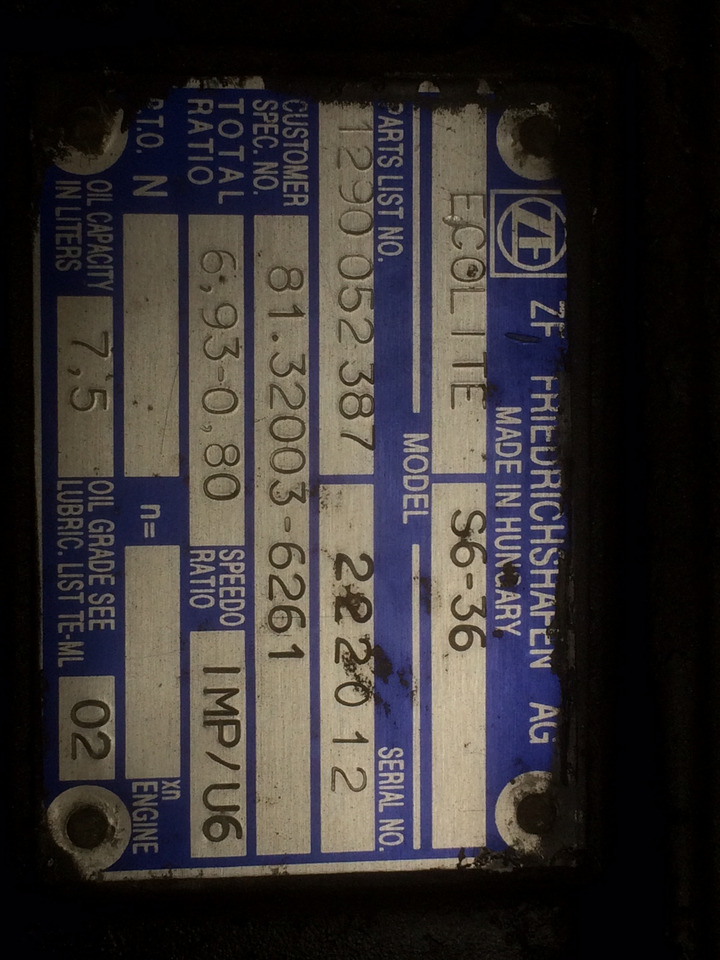 ZF ZF FRIEDRICHSHAFEN AG
MADE IN HUNGARY
ECOLITE S6-36
MODEL
PARTS LIST NO. SERIAL NO.
1290 052 387 222012
CUSTOMER SPEC. NO. 81.32003-6261
TOTAL RATIO 6,93-0,80 SPEEDO RATIO IMP/U6
P.T.O. N n= xn ENGINE
OIL CAPACITY IN LITERS 7,5 OIL GRADE SEE LUBRIC. LIST TE-ML 02